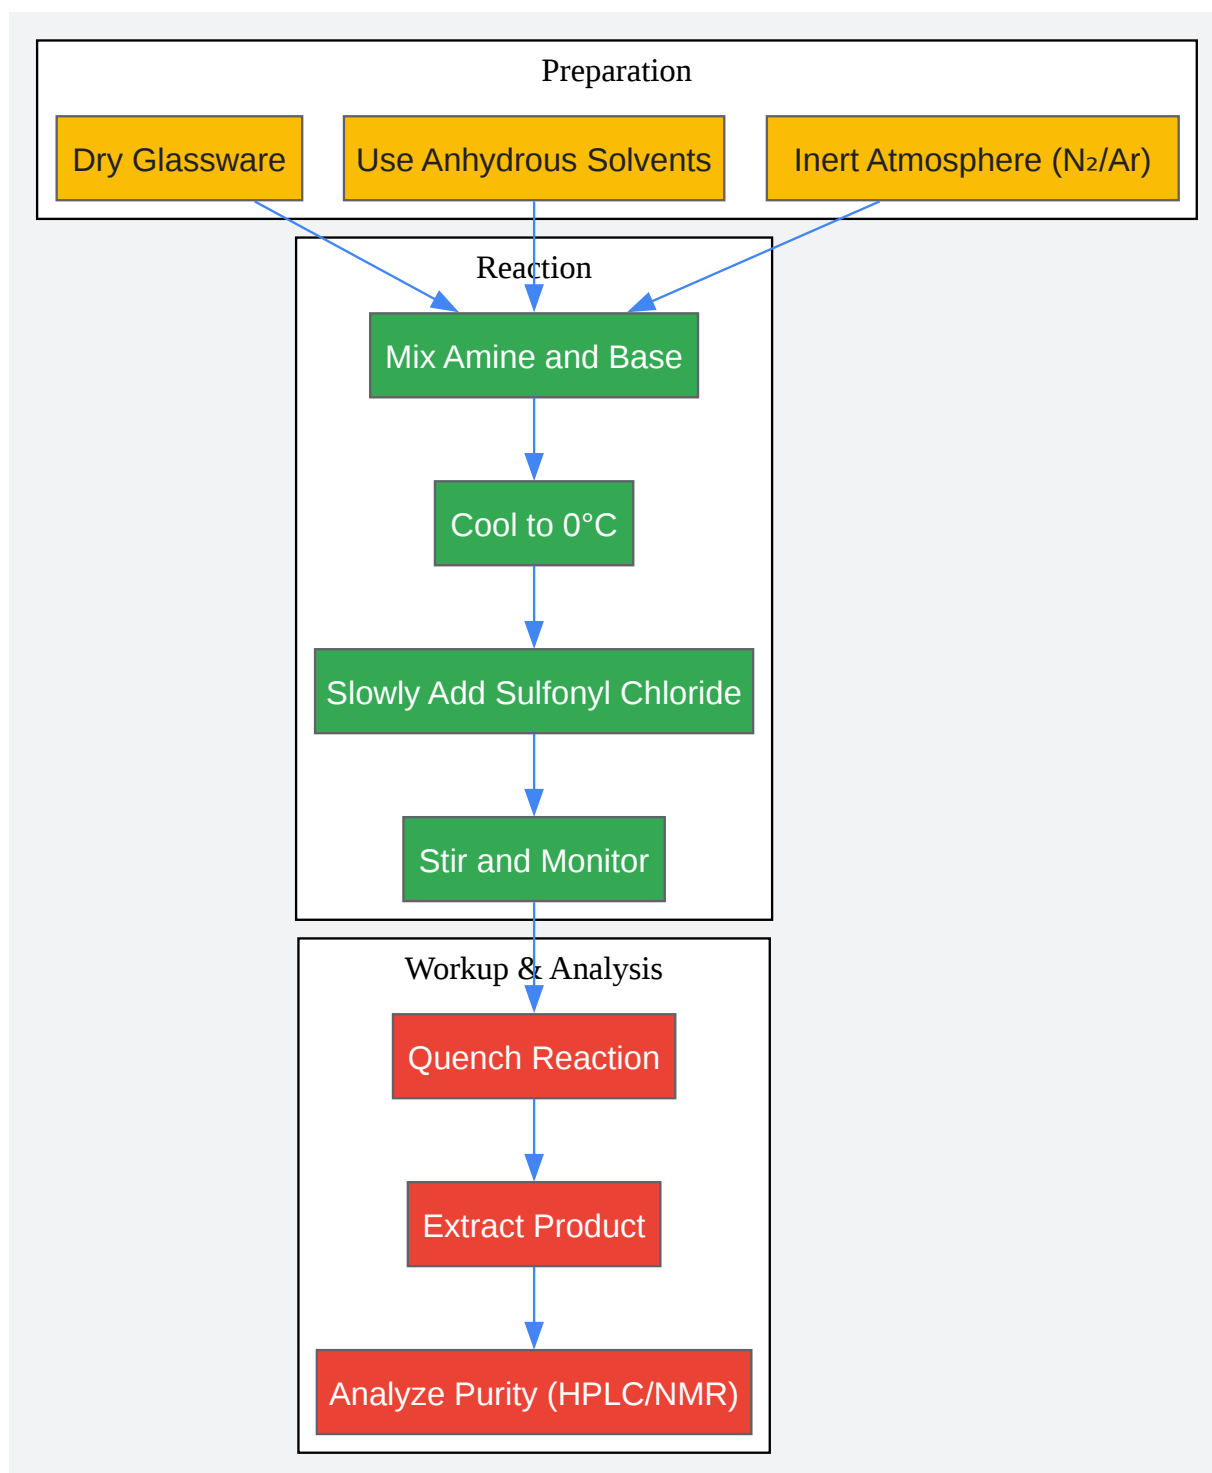 Preparation
Dry Glassware
Use Anhydrous Solvents
Inert Atmosphere (N₂/Ar)
Reaction
Mix Amine and Base
Cool to 0°C
Slowly Add Sulfonyl Chloride
Stir and Monitor
Workup & Analysis
Quench Reaction
Extract Product
Analyze Purity (HPLC/NMR)